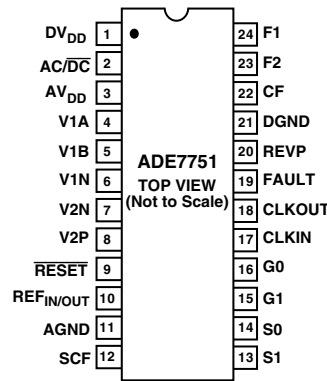 DVDD 1
AC/DC 2
AVDD 3
V1A 4
V1B 5
V1N 6
V2N 7
V2P 8
RESET 9
REFIN/OUT 10
AGND 11
SCF 12
ADE7751
TOP VIEW
(Not to Scale)
24 F1
23 F2
22 CF
21 DGND
20 REVP
19 FAULT
18 CLKOUT
17 CLKIN
16 G0
15 G1
14 S0
13 S1